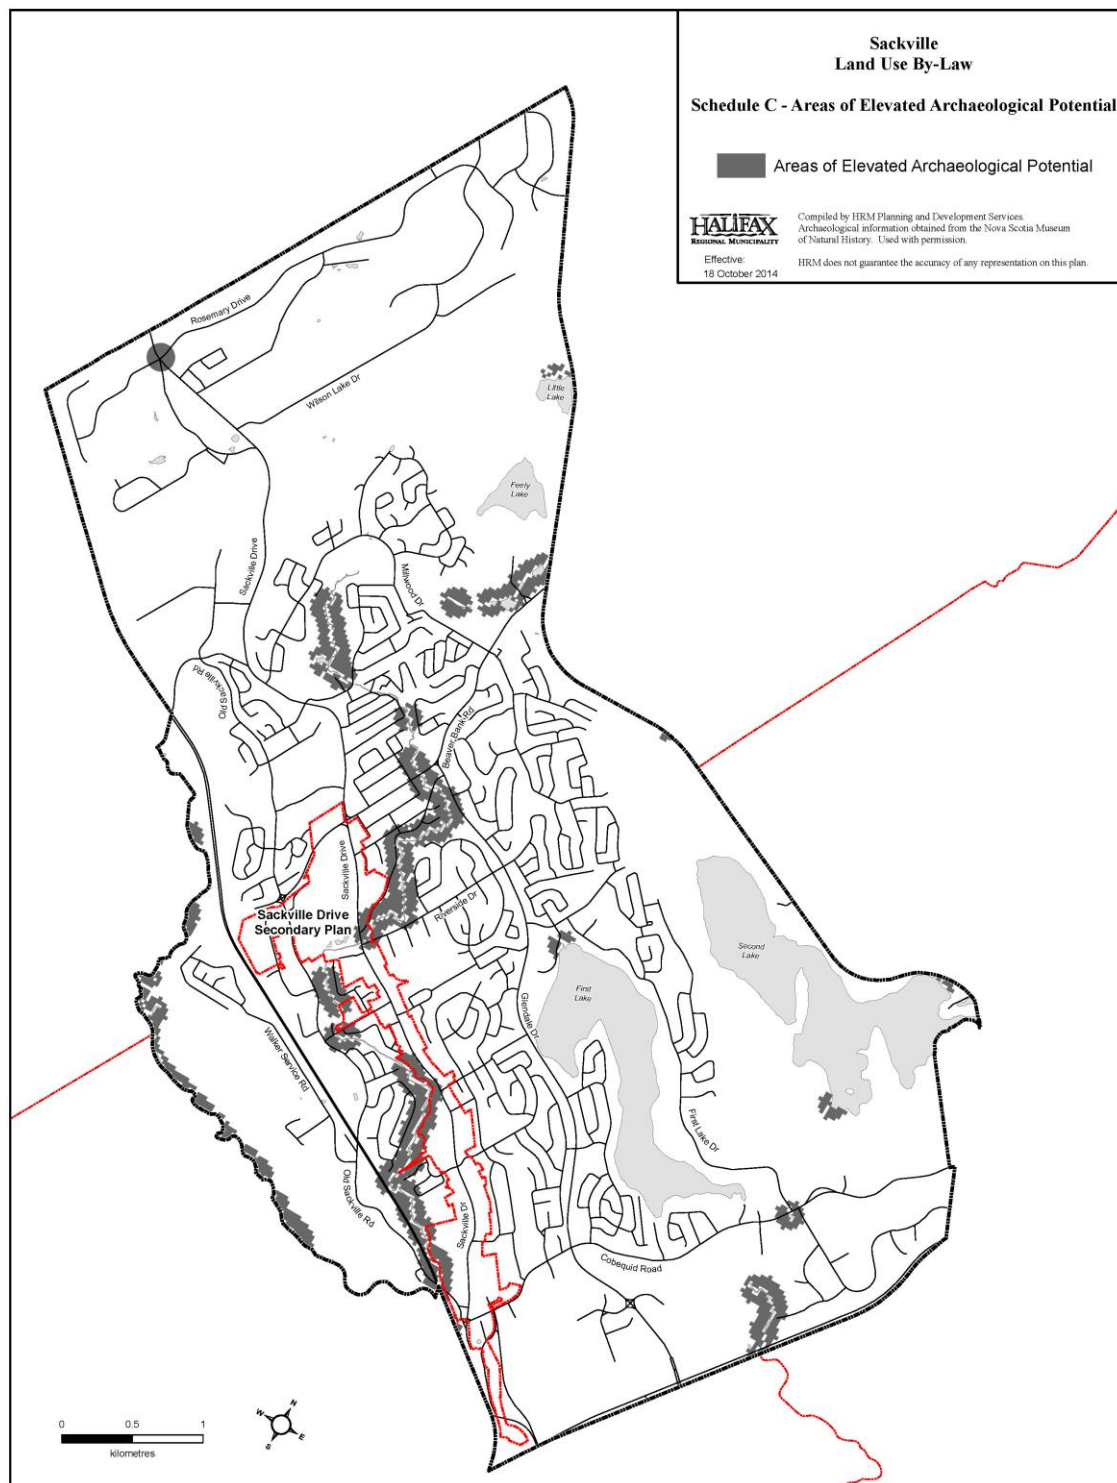 Sackville
Land Use By-Law
Schedule C - Areas of Elevated Archaeological Potential
Areas of Elevated Archaeological Potential
HALIFAX
REGIONAL MUNICIPALITY
Compiled by HRM Planning and Development Services.
Archaeological information obtained from the Nova Scotia Museum
of Natural History. Used with permission.
Effective:
18 October 2014
HRM does not guarantee the accuracy of any representation on this plan.
Rosemary Drive
Wilson Lake Dr
Little
Lake
Feely
Lake
Sackville Drive
Millwood Dr
Old Sackville Rd
Beaver Bank Rd
Sackville Drive
Sackville Drive
Secondary Plan
Riverside Dr
Second
Lake
First
Lake
Glendale Dr
Walker Service Rd
First Lake Dr
Old Sackville Rd
Sackville Dr
Cobequid Road
0 0.5 1
kilometres
N
W
E
S